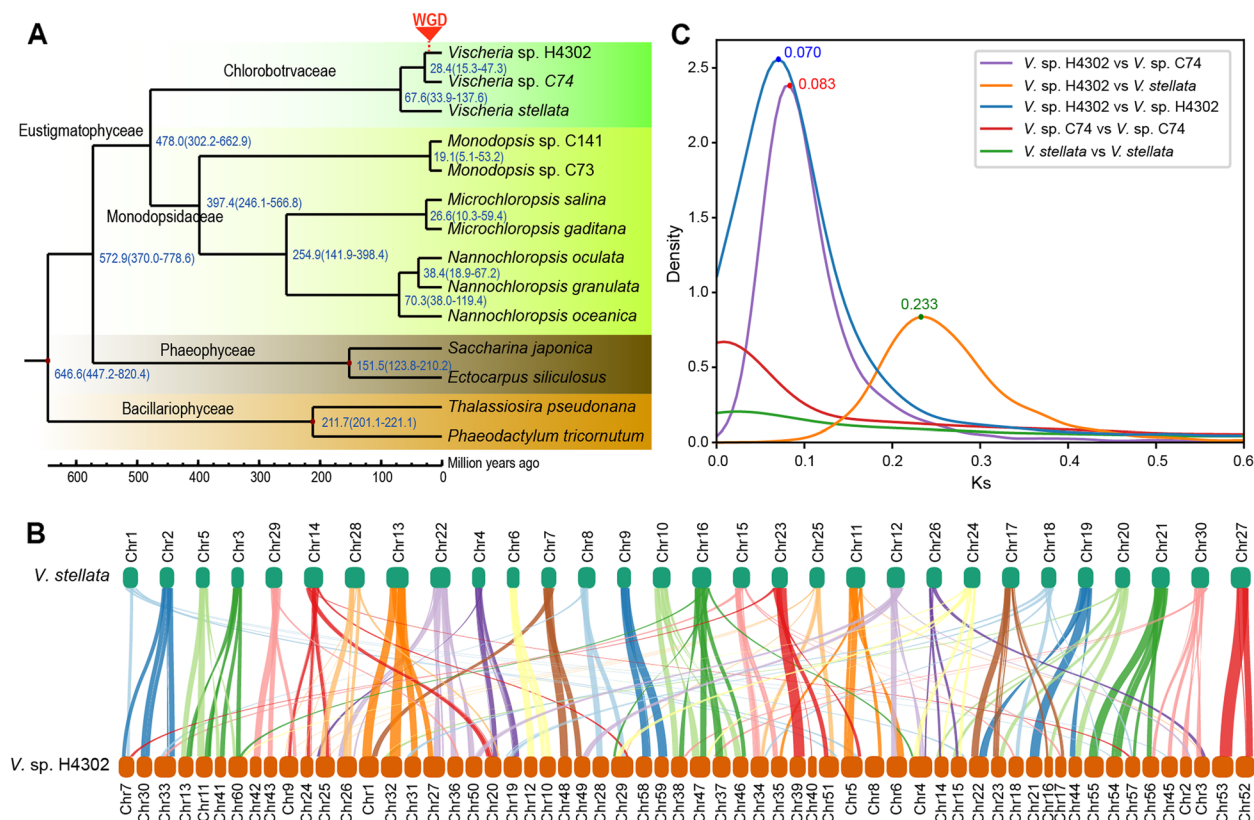 A
WGD
Chlorobotrvaceae
Vischeria sp. H4302
28.4(15.3-47.3)
Vischeria sp. C74
67.6(33.9-137.6)
Vischeria stellata
Eustigmatophyceae
478.0(302.2-662.9)
Monodopsis sp. C141
19.1(5.1-53.2)
Monodopsis sp. C73
397.4(246.1-566.8)
Monodopsidaceae
Microchloropsis salina
26.6(10.3-59.4)
Microchloropsis gaditana
572.9(370.0-778.6)
254.9(141.9-398.4)
Nannochloropsis oculata
38.4(18.9-67.2)
Nannochloropsis granulata
70.3(38.0-119.4)
Nannochloropsis oceanica
Phaeophyceae
Saccharina japonica
151.5(123.8-210.2)
Ectocarpus siliculosus
646.6(447.2-820.4)
Bacillariophyceae
Thalassiosira pseudonana
211.7(201.1-221.1)
Phaeodactylum tricornutum
600 500 400 300 200 100 0
Million years ago
C
0.070
0.083
0.233
V. sp. H4302 vs V. sp. C74
V. sp. H4302 vs V. stellata
V. sp. H4302 vs V. sp. H4302
V. sp. C74 vs V. sp. C74
V. stellata vs V. stellata
Density
2.5
2.0
1.5
1.0
0.5
0.0
0.0 0.1 0.2 0.3 0.4 0.5 0.6
Ks
B
Chr1 Chr2 Chr5 Chr3 Chr29 Chr14 Chr28 Chr13 Chr22 Chr4 Chr6 Chr7 Chr8 Chr9 Chr10 Chr16 Chr15 Chr23 Chr25 Chr11 Chr12 Chr26 Chr24 Chr17 Chr18 Chr19 Chr20 Chr21 Chr30 Chr27
V. stellata
V. sp. H4302
Chr7 Chr30 Chr33 Chr13 Chr11 Chr41 Chr60 Chr42 Chr43 Chr9 Chr24 Chr25 Chr26 Chr1 Chr32 Chr31 Chr27 Chr36 Chr50 Chr20 Chr19 Chr12 Chr10 Chr48 Chr49 Chr28 Chr29 Chr58 Chr59 Chr38 Chr47 Chr37 Chr46 Chr34 Chr35 Chr39 Chr40 Chr51 Chr5 Chr8 Chr6 Chr4 Chr14 Chr15 Chr22 Chr23 Chr18 Chr21 Chr16 Chr17 Chr44 Chr55 Chr54 Chr57 Chr56 Chr45 Chr2 Chr3 Chr53 Chr52